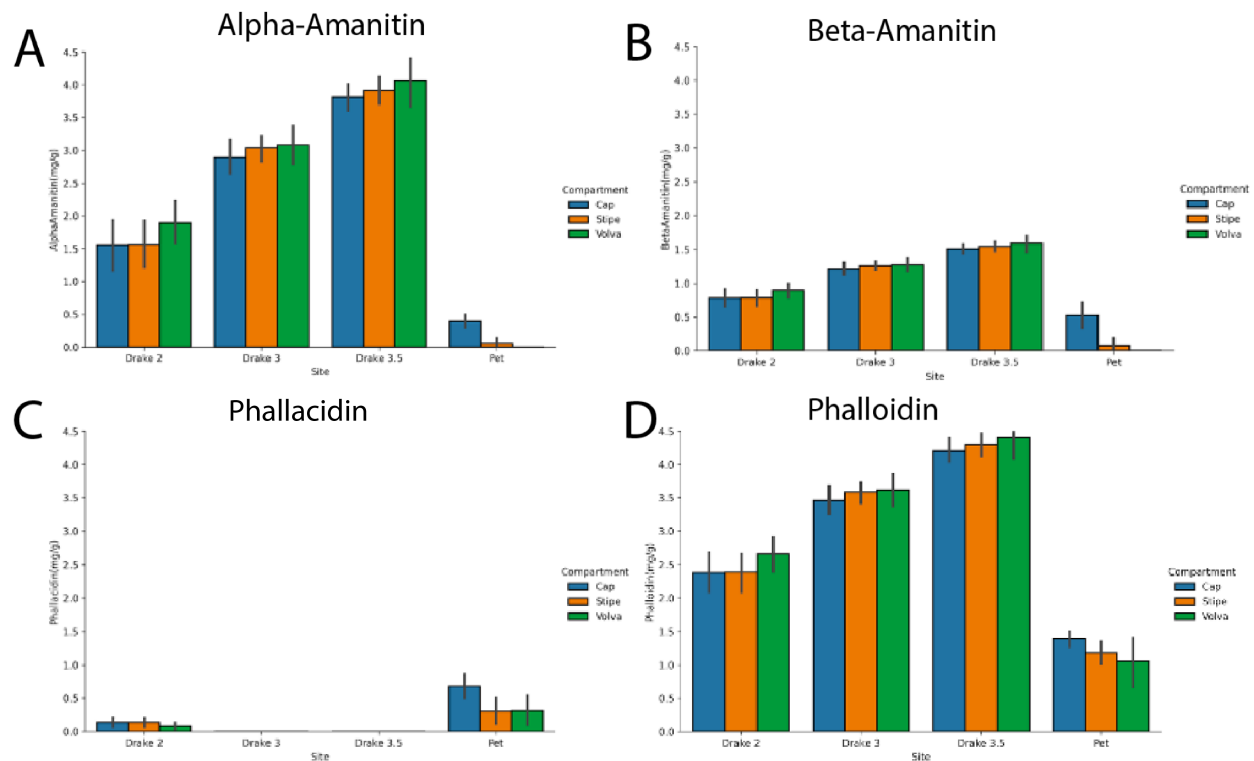 A
Alpha-Amanitin
4.5
4.0
3.5
3.0
2.5
2.0
1.5
1.0
0.5
0.0
AlphaAmanitin(mg/g)
Drake 2
Drake 3
Drake 3.5
Pet
Site
Compartment
Cap
Stipe
Volva
B
Beta-Amanitin
4.5
4.0
3.5
3.0
2.5
2.0
1.5
1.0
0.5
0.0
BetaAmanitin(mg/g)
Drake 2
Drake 3
Drake 3.5
Pet
Site
Compartment
Cap
Stipe
Volva
C
Phallacidin
4.5
4.0
3.5
3.0
2.5
2.0
1.5
1.0
0.5
0.0
Phallacidin(mg/g)
Drake 2
Drake 3
Drake 3.5
Pet
Site
Compartment
Cap
Stipe
Volva
D
Phalloidin
4.5
4.0
3.5
3.0
2.5
2.0
1.5
1.0
0.5
0.0
Phalloidin(mg/g)
Drake 2
Drake 3
Drake 3.5
Pet
Site
Compartment
Cap
Stipe
Volva